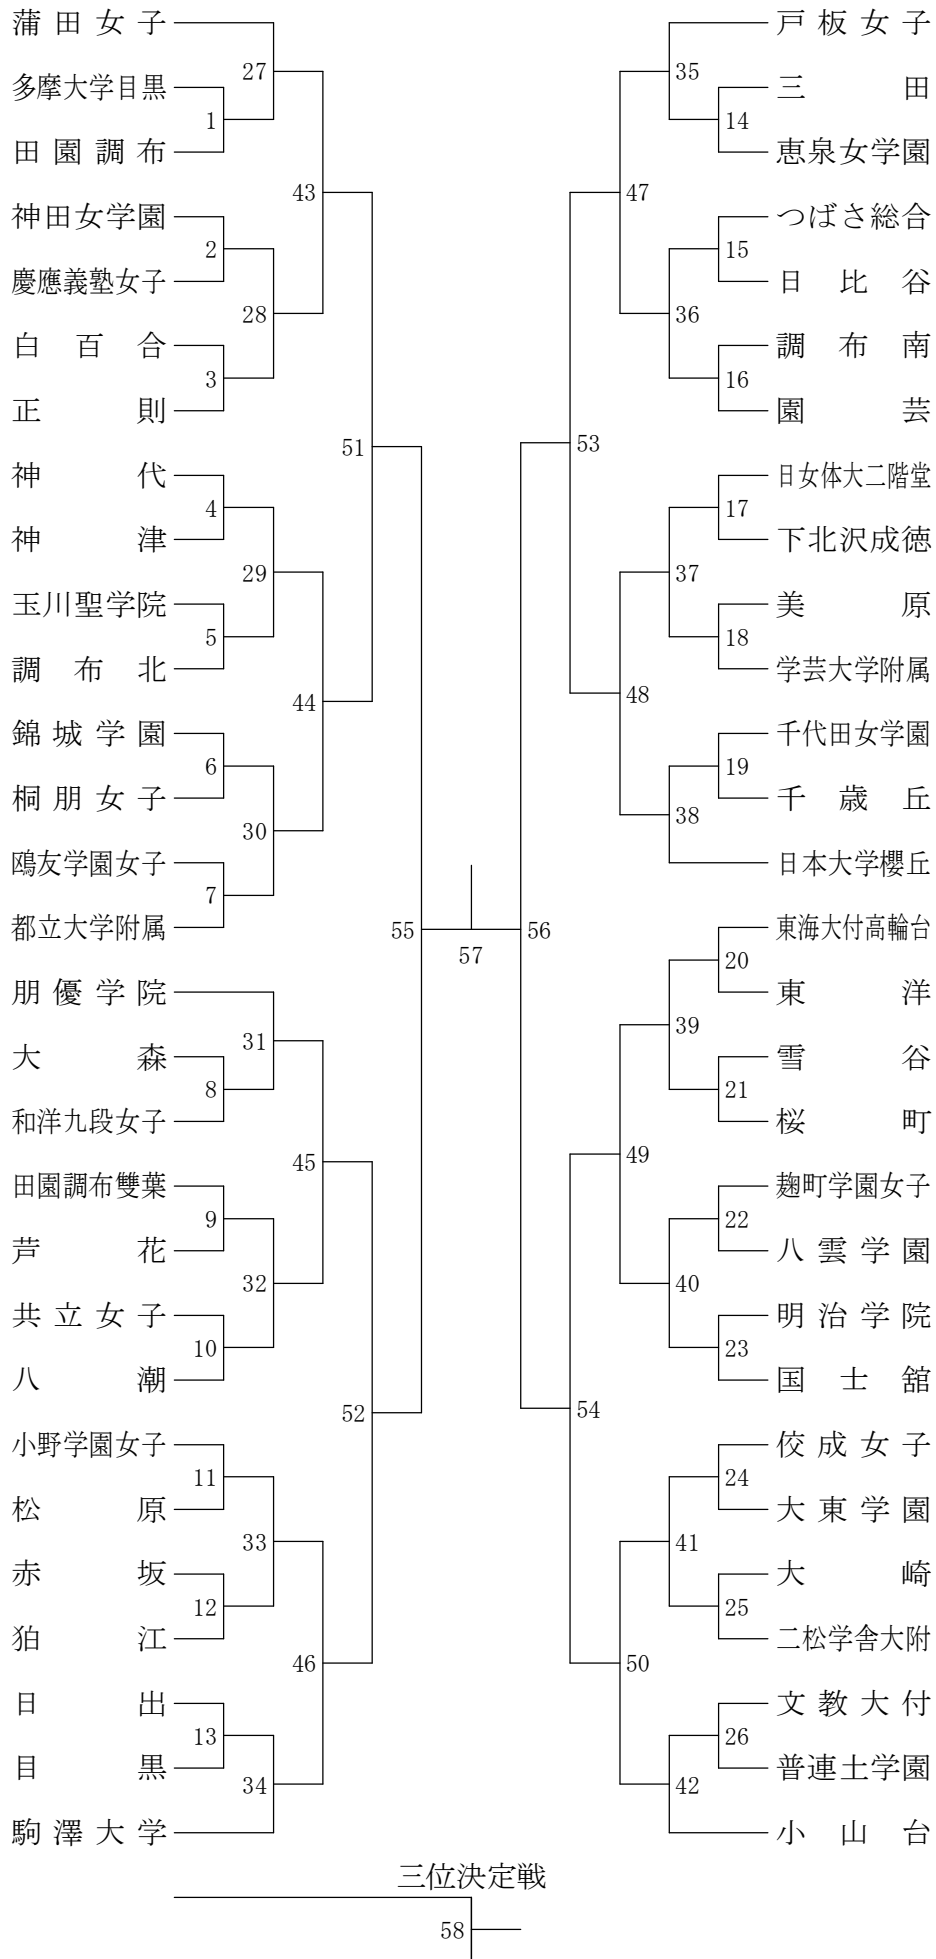 蒲田女子
27
多摩大学目黒
1
田園調布
43
神田女学園
2
慶應義塾女子
28
白百合
3
正則
51
神代
4
神津
29
玉川聖学院
5
調布北
44
錦城学園
6
桐朋女子
30
鴎友学園女子
7
都立大学附属
55
朋優学院
31
大森
8
和洋九段女子
45
田園調布雙葉
9
芦花
32
共立女子
10
八潮
52
小野学園女子
11
松原
33
赤坂
12
狛江
46
日出
13
目黒
34
駒澤大学
57
戸板女子
35
三田
14
恵泉女学園
47
つばさ総合
15
日比谷
36
調布南
16
園芸
53
日女体大二階堂
17
下北沢成徳
37
美原
18
学芸大学附属
48
千代田女学園
19
千歳丘
38
日本大学櫻丘
56
東海大付高輪台
20
東洋
39
雪谷
21
桜町
49
麹町学園女子
22
八雲学園
40
明治学院
23
国士舘
54
佼成女子
24
大東学園
41
大崎
25
二松学舎大附
50
文教大付
26
普連土学園
42
小山台
三位決定戦
58